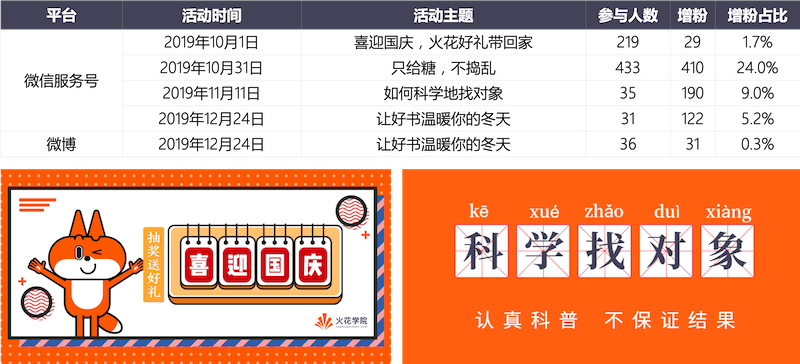 平台 活动时间 活动主题 参与人数 增粉 增粉占比
微信服务号 2019年10月1日 喜迎国庆，火花好礼带回家 219 29 1.7%
2019年10月31日 只给糖，不捣乱 433 410 24.0%
2019年11月11日 如何科学地找对象 35 190 9.0%
2019年12月24日 让好书温暖你的冬天 31 122 5.2%
微博 2019年12月24日 让好书温暖你的冬天 36 31 0.3%
抽奖送好礼
喜迎国庆
火花学院
kē xué zhǎo duì xiàng
科学找对象
认真科普 不保证结果